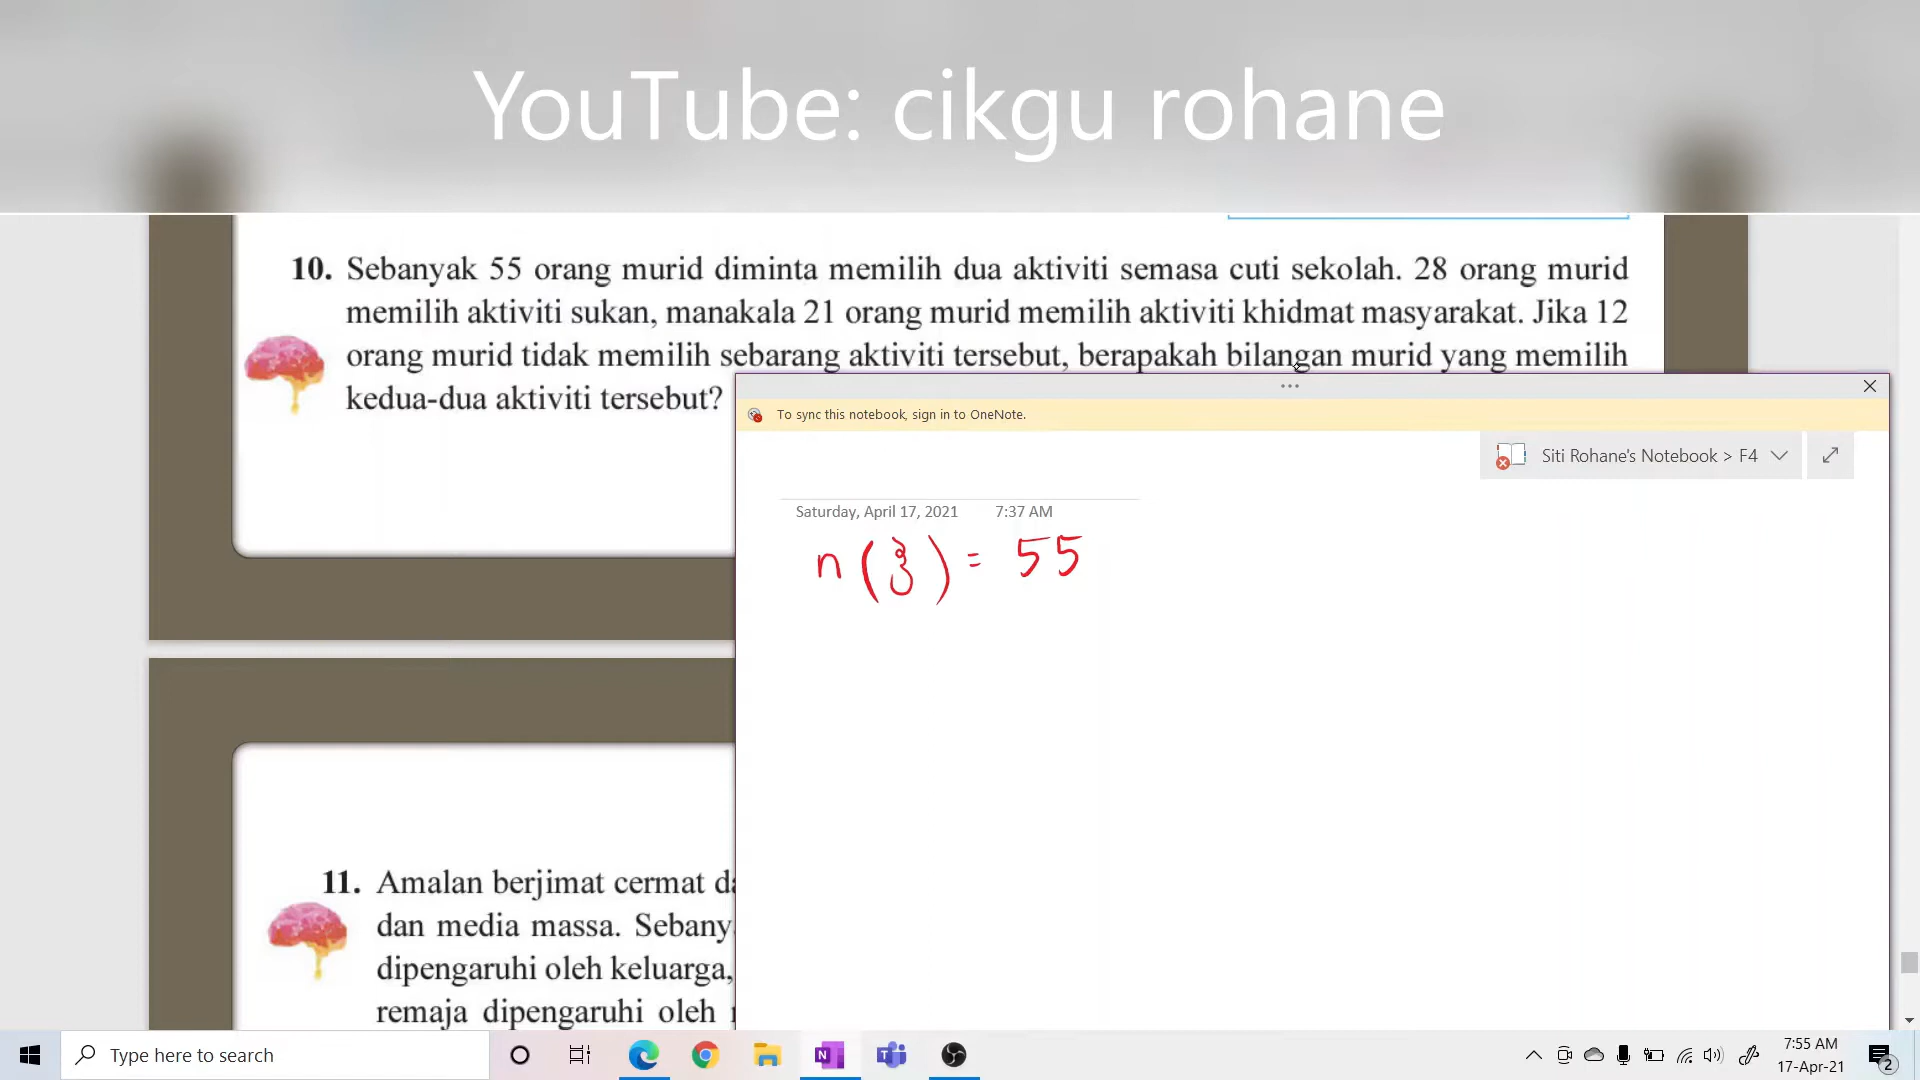 YouTube: cikgu rohane
10. Sebanyak 55 orang murid diminta memilih dua aktiviti semasa cuti sekolah. 28 orang murid
memilih aktiviti sukan, manakala 21 orang murid memilih aktiviti khidmat masyarakat. Jika 12
orang murid tidak memilih sebarang aktiviti tersebut, berapakah bilangan murid yang memilih
kedua-dua aktiviti tersebut?
To sync this notebook, sign in to OneNote.
Siti Rohane's Notebook > F4
Saturday, April 17, 2021 7:37 AM
n(ξ) = 55
11. Amalan berjimat cermat
dan media massa.
dipengaruhi oleh keluarga,
remaja dipengaruhi oleh
Type here to search
7:55 AM
17-Apr-21
2